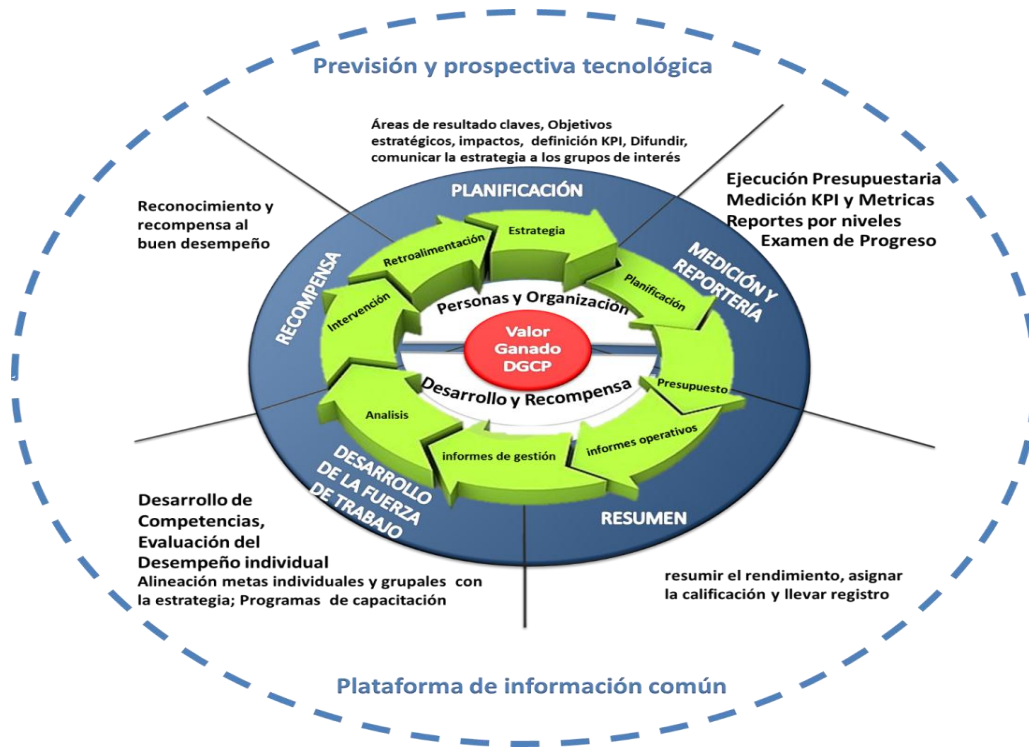 Previsión y prospectiva tecnológica
Áreas de resultado claves, Objetivos
estratégicos, impactos, definición KPI, Difundir,
comunicar la estrategia a los grupos de interés
Reconocimiento y
recompensa al
buen desempeño
Ejecución Presupuestaria
Medición KPI y Metricas
Reportes por niveles
Examen de Progreso
PLANIFICACIÓN
MEDICIÓN Y
REPORTERÍA
RECOMPENSA
Estrategia
Retroalimentación
Planificación
Intervención
Personas y Organización
Valor
Ganado
DGCP
Desarrollo y Recompensa
Presupuesto
Analisis
informes de gestión
informes operativos
DESARROLLO
DE LA FUERZA
DE TRABAJO
RESUMEN
Desarrollo de
Competencias,
Evaluación del
Desempeño individual
Alineación metas individuales y grupales con
la estrategia; Programas de capacitación
resumir el rendimiento, asignar
la calificación y llevar registro
Plataforma de información común